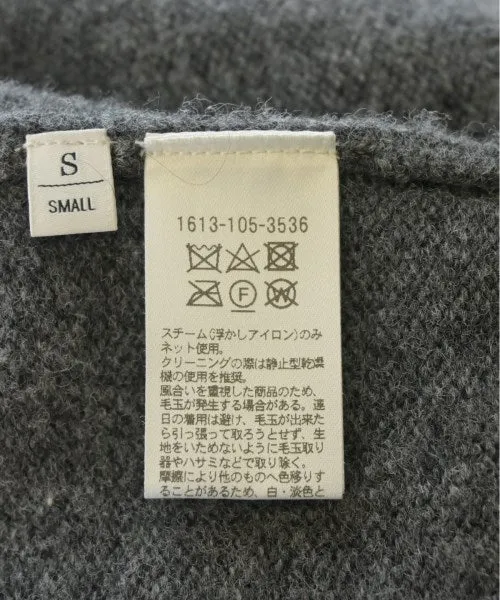 S
SMALL
1613-105-3536
F
W
スチーム(浮かしアイロン)のみ
ネット使用。
クリーニングの際は静止型乾燥
機の使用を推奨。
風合いを重視した商品のため、
毛玉が発生する場合がある。連
日の着用は避け、毛玉が出来た
ら引っ張って取ろうとせず、生
地をいためないように毛玉取り
器やハサミなどで取り除く。
摩擦により他のものへ色移りす
ることがあるため、白・淡色と